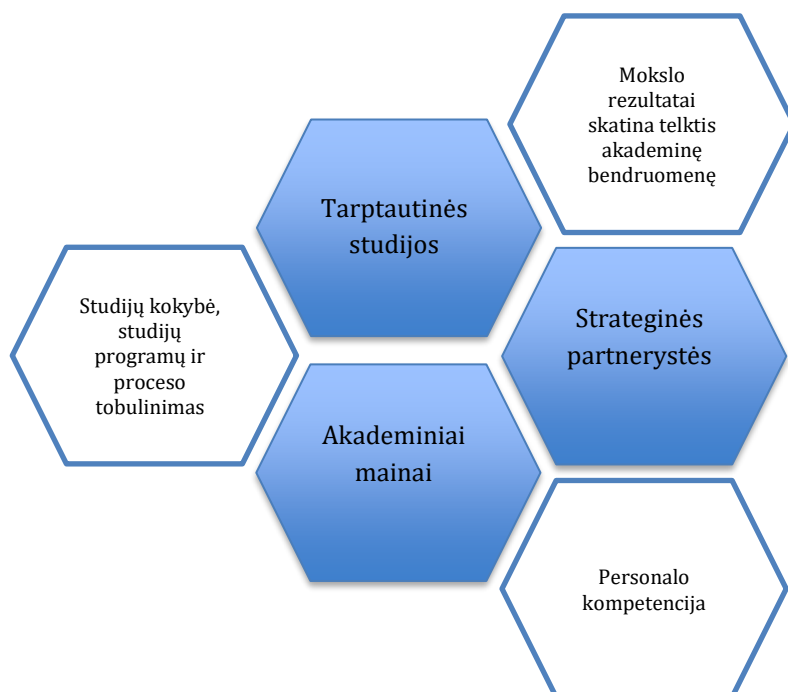 Mokslo
rezultatai
skatina telktis
akademinę
bendruomenę
Tarptautinės
studijos
Studijų kokybė,
studijų
programų ir
proceso
tobulinimas
Strateginės
partnerystės
Akademiniai
mainai
Personalo
kompetencija